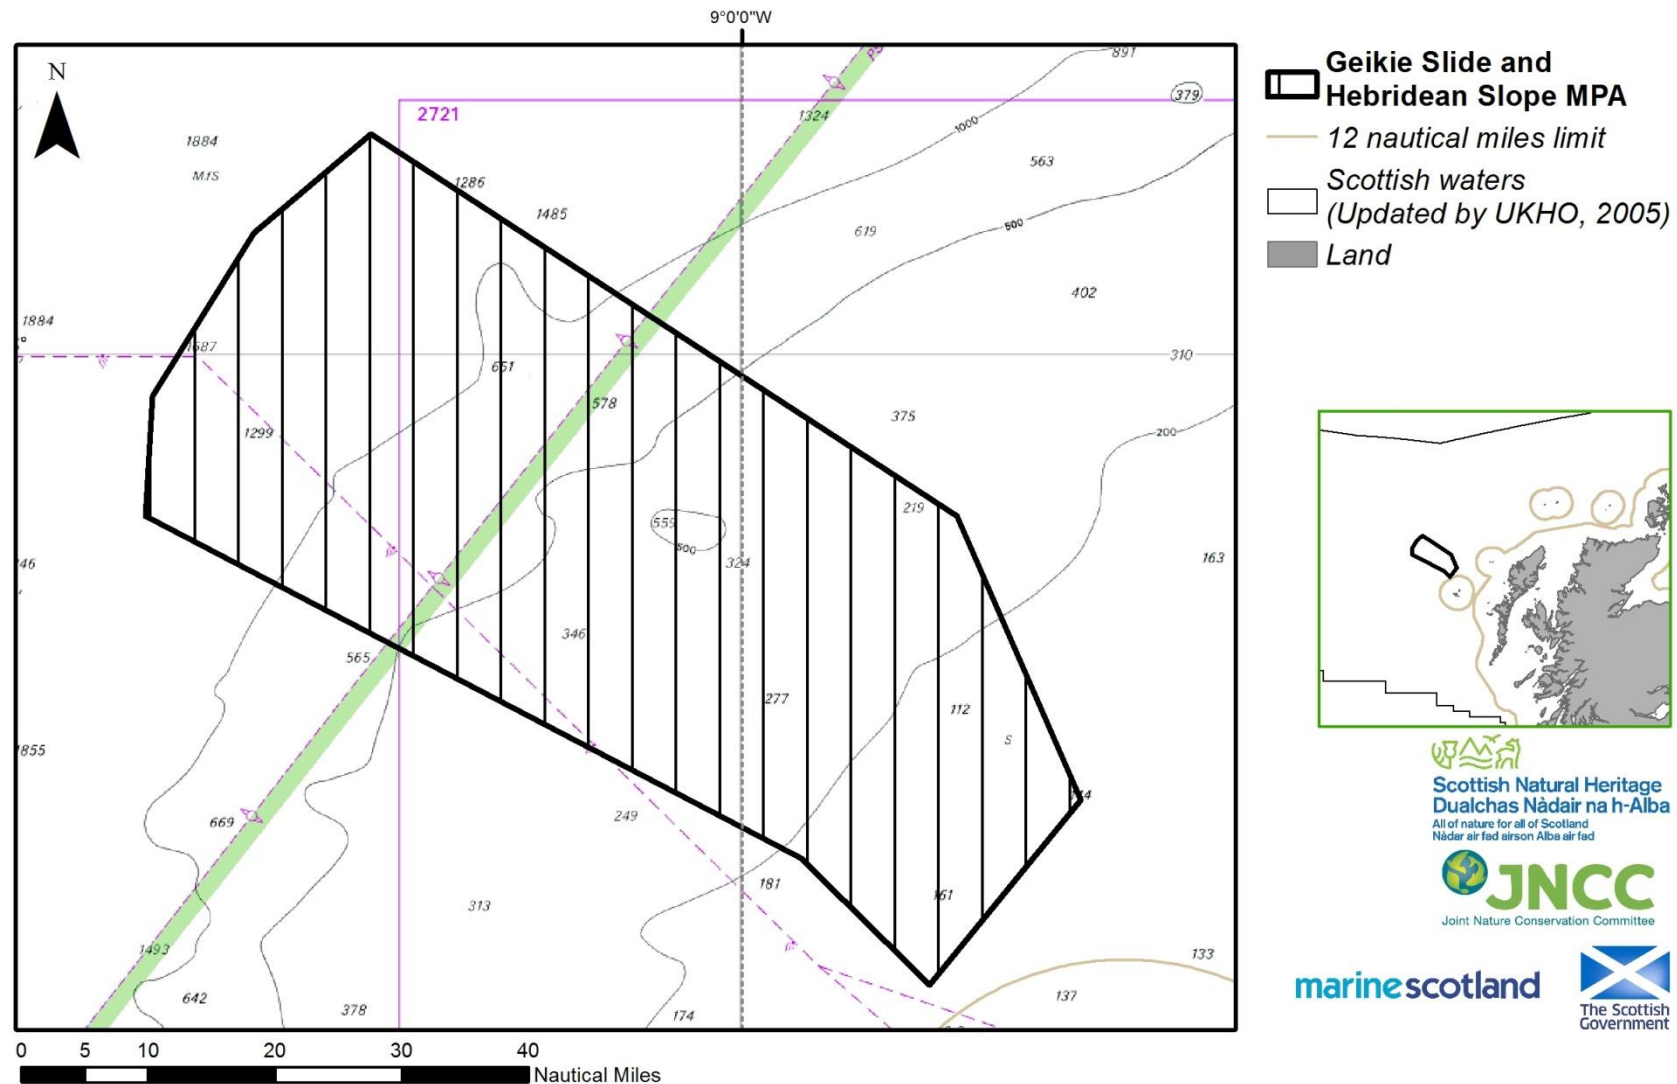 9°0'0"W
N
2721
891
379
1324
1000
1884
M.fS
563
1286
1485
500
619
402
1884
1687
310
651
578
375
1299
200
219
559
500
324
163
346
565
277
112
S
1855
249
669
181
161
313
1493
133
642
378
137
174
0 5 10 20 30 40
Nautical Miles
Geikie Slide and
Hebridean Slope MPA
12 nautical miles limit
Scottish waters
(Updated by UKHO, 2005)
Land
Scottish Natural Heritage
Dualchas Nàdair na h-Alba
All of nature for all of Scotland
Nàdar air fad airson Alba air fad
JNCC
Joint Nature Conservation Committee
marinescotland
The Scottish
Government